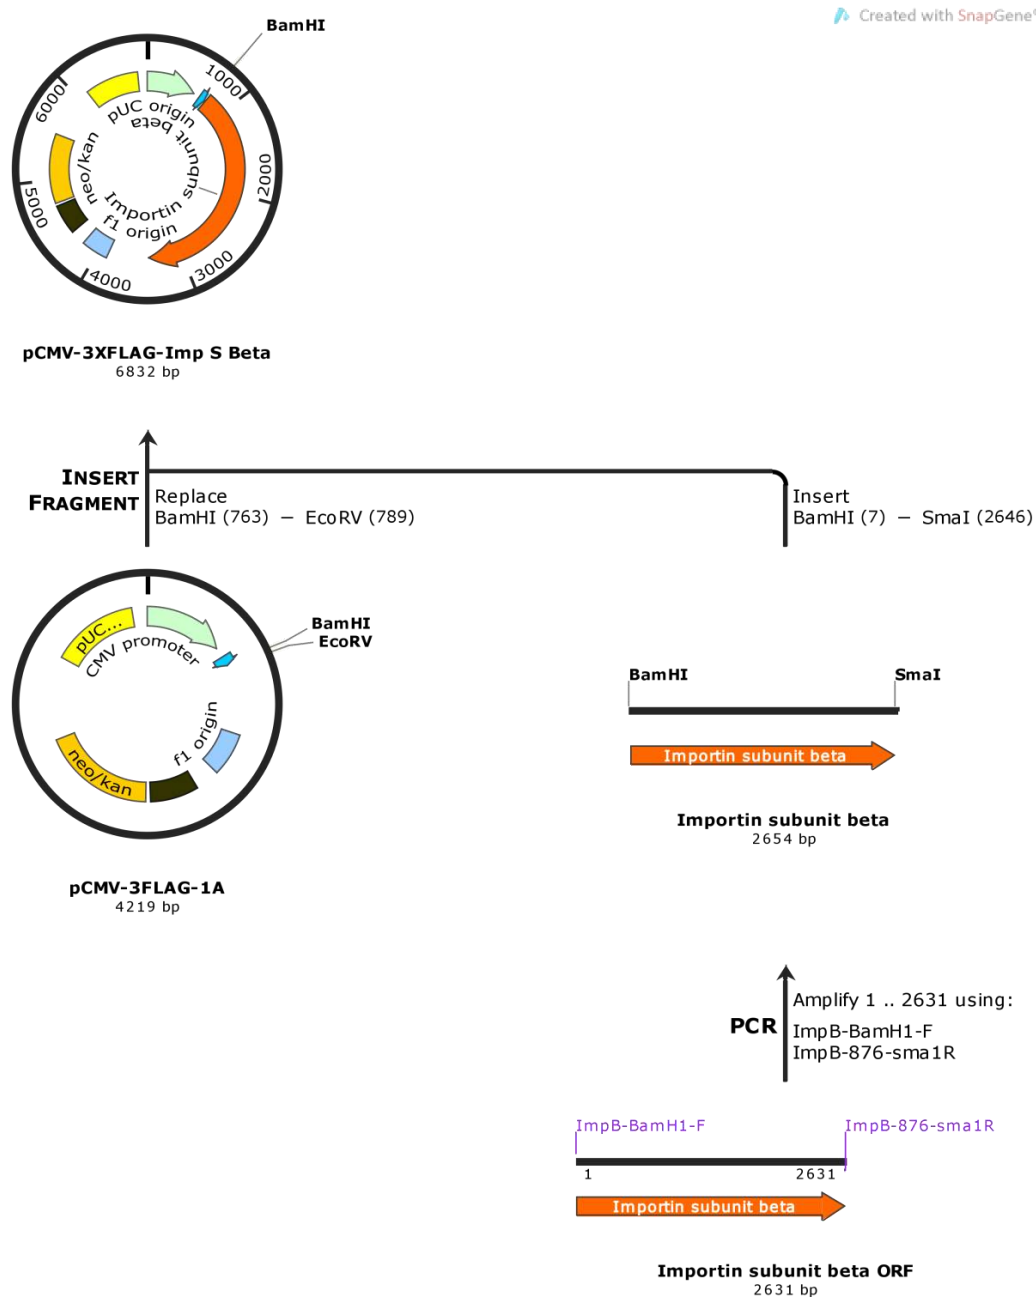 Created with SnapGene®
BamHI
1000
2000
3000
4000
5000
6000
pUC origin
Importin subunit beta
neo/kan
f1 origin
pCMV-3XFLAG-Imp S Beta
6832 bp
INSERT
FRAGMENT
Replace
BamHI (763) – EcoRV (789)
Insert
BamHI (7) – SmaI (2646)
BamHI
EcoRV
pUC...
CMV promoter
f1 origin
neo/kan
pCMV-3FLAG-1A
4219 bp
BamHI
SmaI
Importin subunit beta
Importin subunit beta
2654 bp
PCR
Amplify 1 .. 2631 using:
ImpB-BamH1-F
ImpB-876-sma1R
ImpB-BamH1-F
ImpB-876-sma1R
1
2631
Importin subunit beta
Importin subunit beta ORF
2631 bp